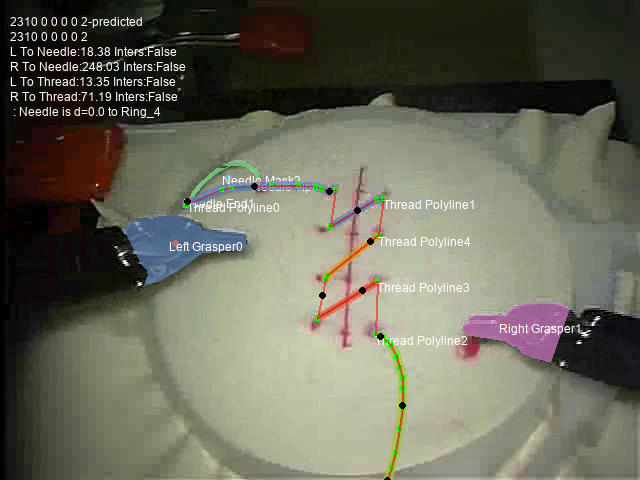 2310 0 0 0 0 2-predicted
2310 0 0 0 0 2
L To Needle:18.38 Inters:False
R To Needle:248.03 Inters:False
L To Thread:13.35 Inters:False
R To Thread:71.19 Inters:False
: Needle is d=0.0 to Ring_4
Needle Mask2
Thread Polyline0
Thread Polyline1
Left Grasper0
Thread Polyline4
Thread Polyline3
Right Grasper1
Thread Polyline2